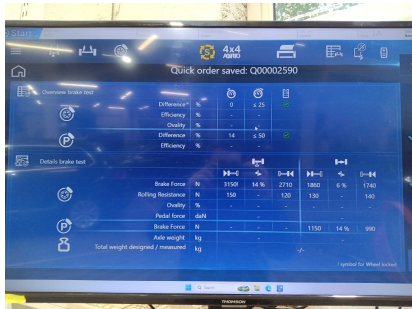 Start
4x4
Quick order saved: Q00002590
Overview brake test
Difference* % 0 ≤ 25
Efficiency % - -
Ovality % - -
Difference % 14 ≤ 50
Efficiency % - -
Details brake test
Brake Force N 3150! 14 % 2710 1860 6 % 1740
Rolling Resistance N 150 - 120 130 - 140
Ovality % - - - - - -
Pedal force daN - -
Brake Force N - - - 1150 14 % 990
Axle weight kg - -
Total weight designed / measured kg -/-
! symbol for Wheel locked
Search
THOMSON